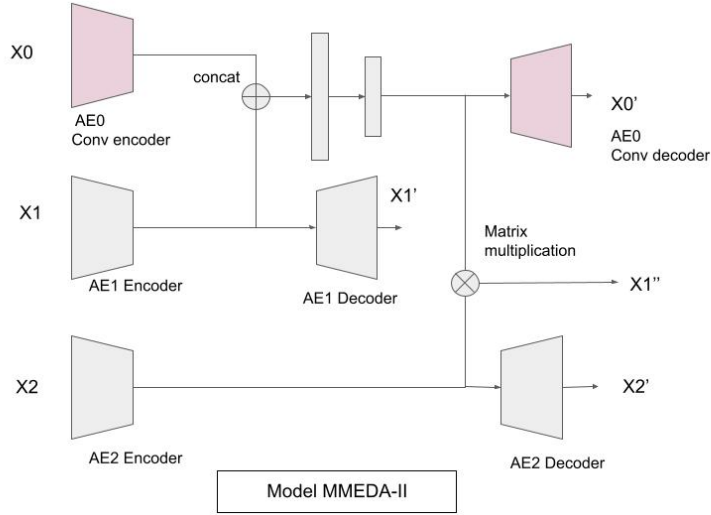 X0
concat
AE0
Conv encoder
X0'
AE0
Conv decoder
X1
X1'
AE1 Encoder
AE1 Decoder
Matrix
multiplication
X1''
X2
X2'
AE2 Encoder
AE2 Decoder
Model MMEDA-II